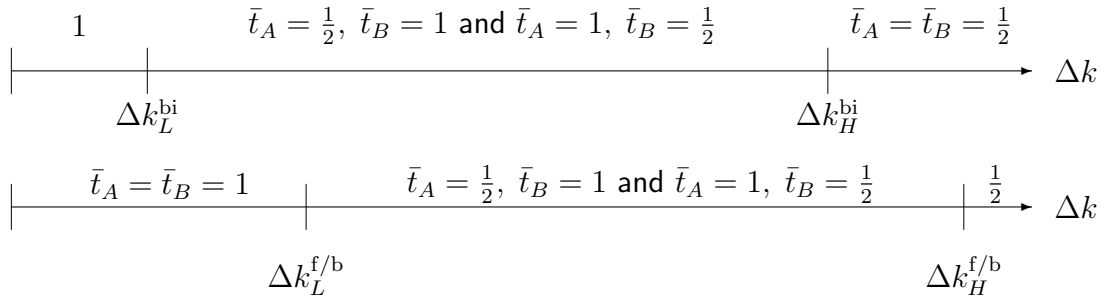 1 t̄_A = 1/2, t̄_B = 1 and t̄_A = 1, t̄_B = 1/2 t̄_A = t̄_B = 1/2
Δk
Δk_L^bi Δk_H^bi
t̄_A = t̄_B = 1 t̄_A = 1/2, t̄_B = 1 and t̄_A = 1, t̄_B = 1/2 1/2
Δk
Δk_L^f/b Δk_H^f/b